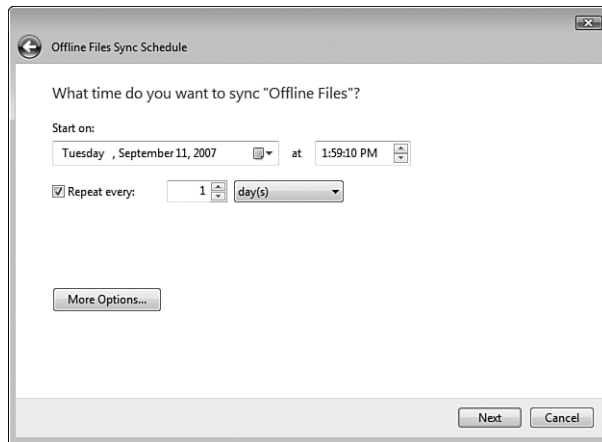 Offline Files Sync Schedule
What time do you want to sync "Offline Files"?
Start on:
Tuesday , September 11, 2007 at 1:59:10 PM
Repeat every: 1 day(s)
More Options...
Next Cancel